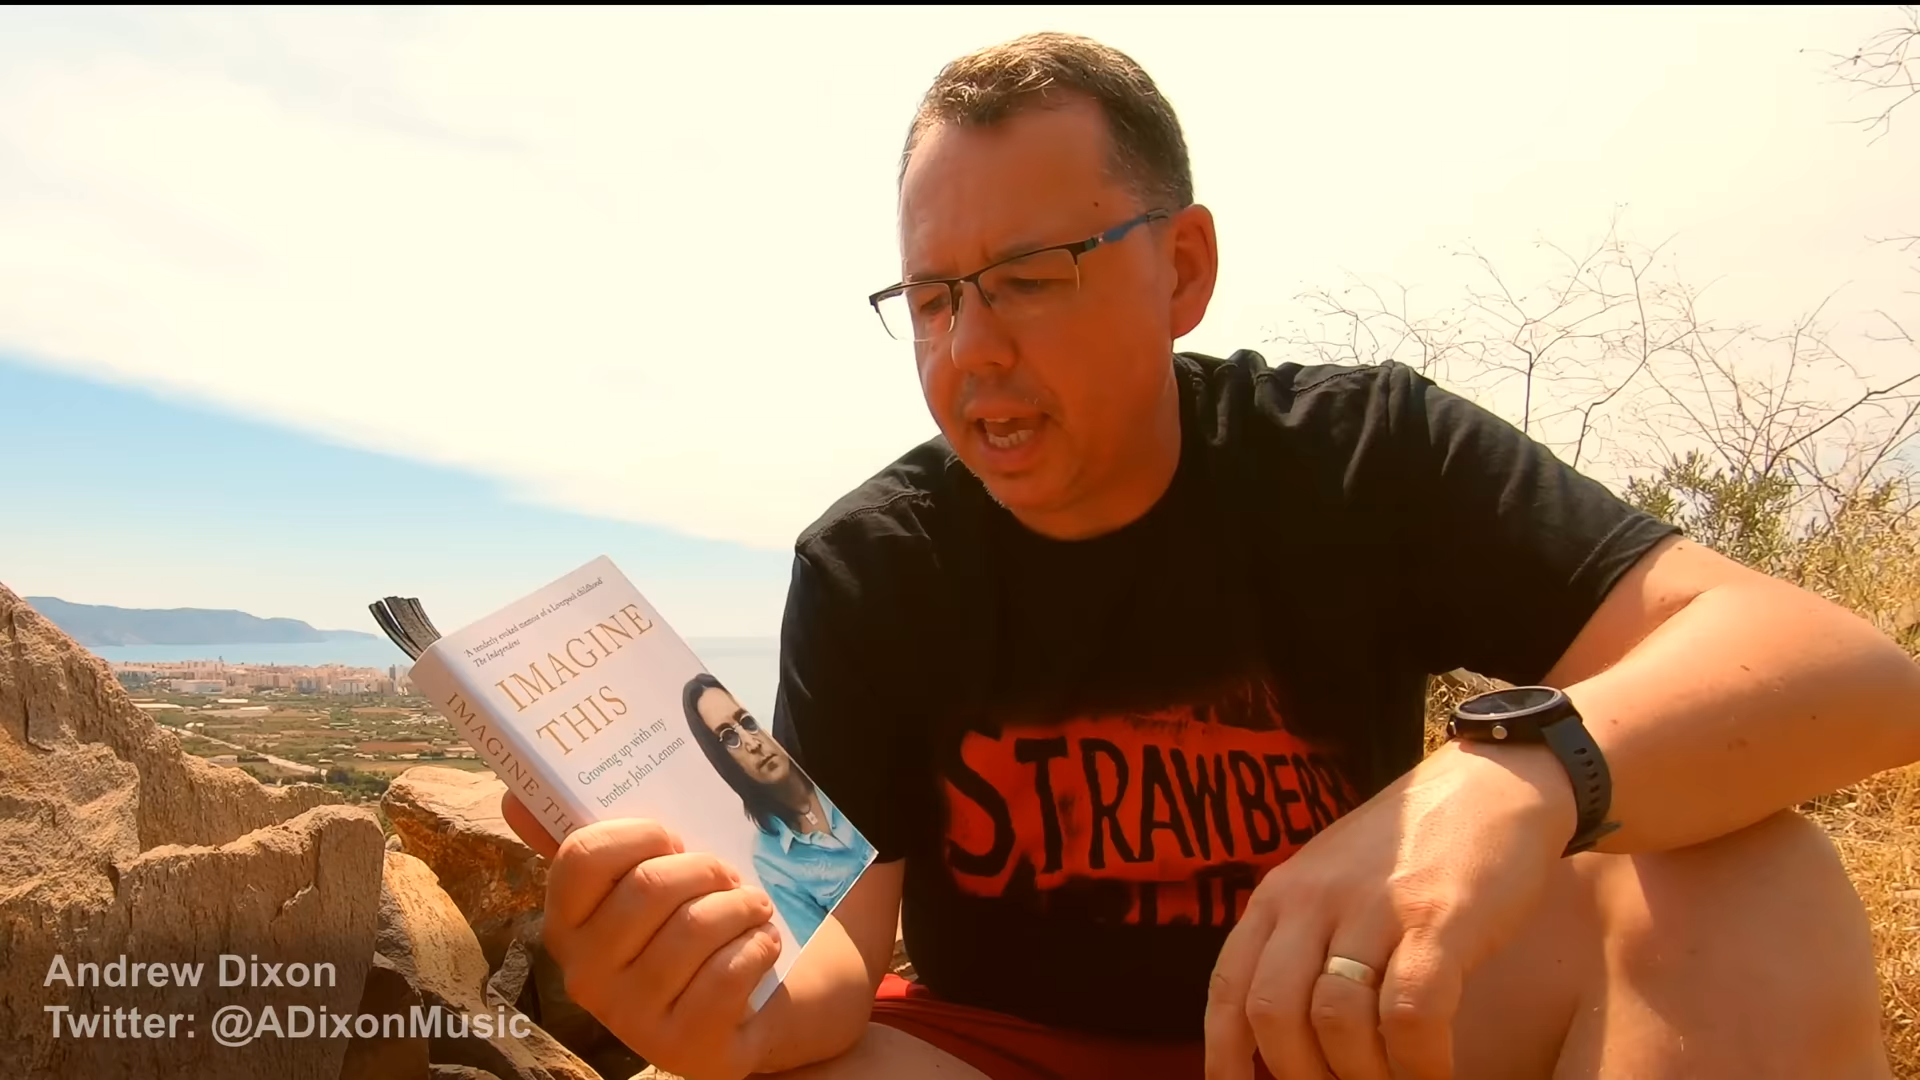 'A tenderly evoked memoir of a Liverpool childhood'
The Independent
IMAGINE
THIS
Growing up with my
brother John Lennon
IMAGINE TH
STRAWBERR
Andrew Dixon
Twitter: @ADixonMusic